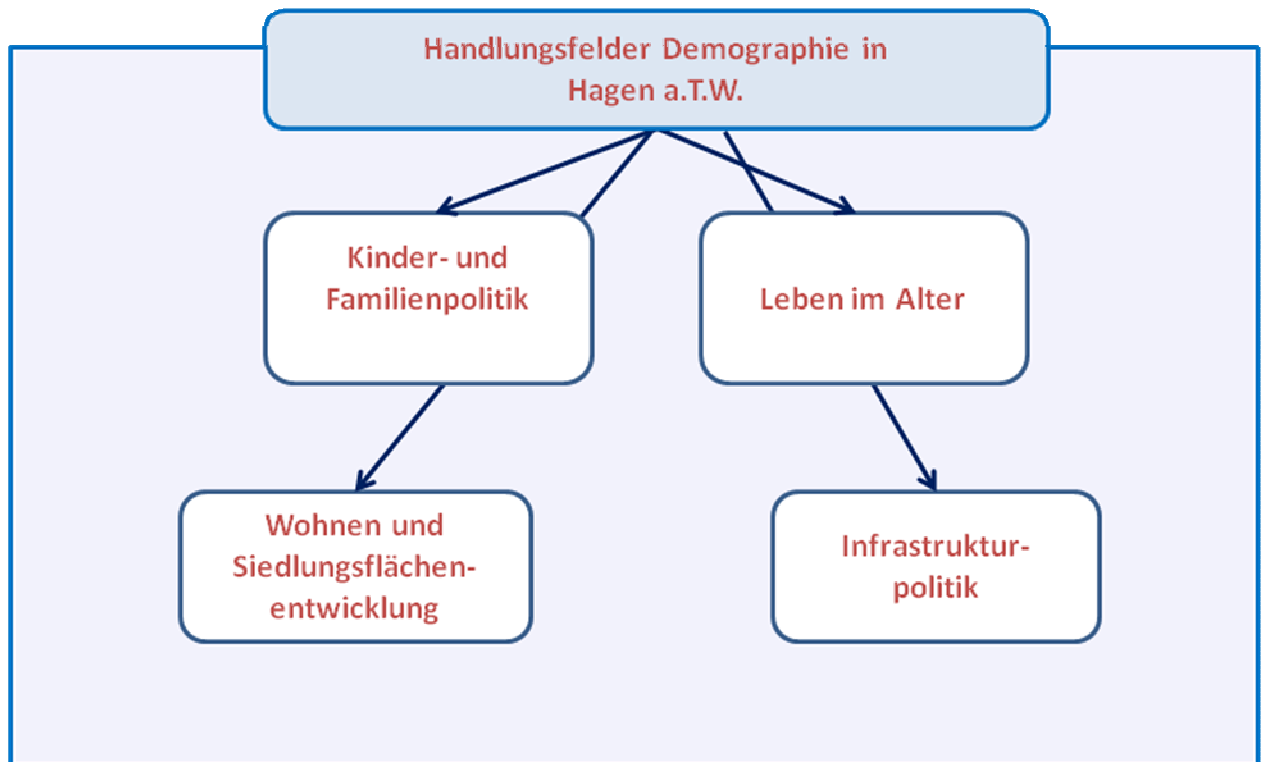 Handlungsfelder Demographie in
Hagen a.T.W.
Kinder- und
Familienpolitik
Leben im Alter
Wohnen und
Siedlungsflächen-
entwicklung
Infrastruktur-
politik